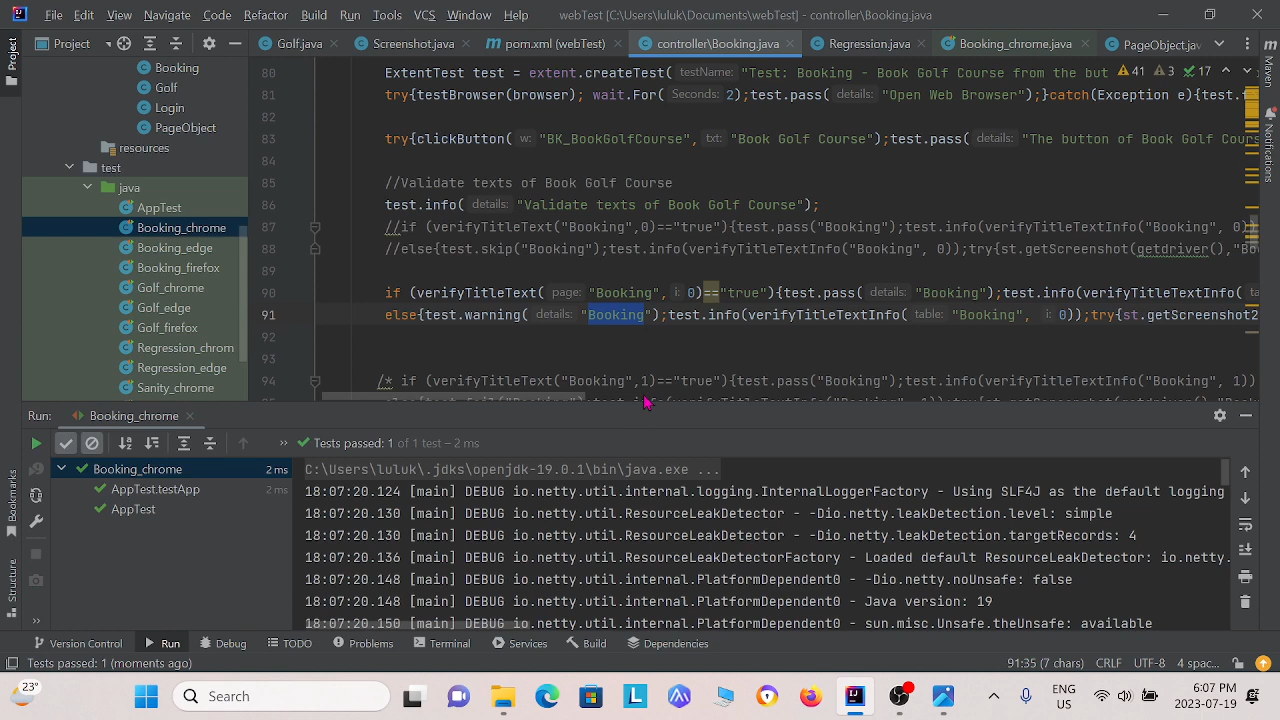 File Edit View Navigate Code Refactor Build Run Tools VCS Window Help webTest [C:\Users\luluk\Documents\webTest] - controller\Booking.java
Project
Golf.java Screenshot.java pom.xml (webTest) controller\Booking.java Regression.java Booking_chrome.java PageObject.java
Project
Maven
Notifications
Booking
Golf
Login
PageObject
resources
test
java
AppTest
Booking_chrome
Booking_edge
Booking_firefox
Golf_chrome
Golf_edge
Golf_firefox
Regression_chrom
Regression_edge
Sanity_chrome
80 ExtentTest test = extent.createTest( testName: "Test: Booking - Book Golf Course from the but 41 3 17
81 try{testBrowser(browser); wait.For( Seconds: 2);test.pass( details: "Open Web Browser");}catch(Exception e){test.
82
83 try{clickButton( w: "BK_BookGolfCourse", txt: "Book Golf Course");test.pass( details: "The button of Book Golf Cour
84
85 //Validate texts of Book Golf Course
86 test.info( details: "Validate texts of Book Golf Course");
87 //if (verifyTitleText("Booking",0)=="true"){test.pass("Booking");test.info(verifyTitleTextInfo("Booking", 0))
88 //else{test.skip("Booking");test.info(verifyTitleTextInfo("Booking", 0));try{st.getScreenshot(getdriver(),"Bo
89
90 if (verifyTitleText( page: "Booking", i: 0)=="true"){test.pass( details: "Booking");test.info(verifyTitleTextInfo( ta
91 else{test.warning( details: "Booking");test.info(verifyTitleTextInfo( table: "Booking", i: 0));try{st.getScreenshot2
92
93
94 /* if (verifyTitleText("Booking",1)=="true"){test.pass("Booking");test.info(verifyTitleTextInfo("Booking", 1))
Run: Booking_chrome
Tests passed: 1 of 1 test – 2 ms
Booking_chrome 2 ms
AppTest.testApp 2 ms
AppTest
C:\Users\luluk\.jdks\openjdk-19.0.1\bin\java.exe ...
18:07:20.124 [main] DEBUG io.netty.util.internal.logging.InternalLoggerFactory - Using SLF4J as the default logging
18:07:20.130 [main] DEBUG io.netty.util.ResourceLeakDetector - -Dio.netty.leakDetection.level: simple
18:07:20.130 [main] DEBUG io.netty.util.ResourceLeakDetector - -Dio.netty.leakDetection.targetRecords: 4
18:07:20.136 [main] DEBUG io.netty.util.ResourceLeakDetectorFactory - Loaded default ResourceLeakDetector: io.netty.
18:07:20.148 [main] DEBUG io.netty.util.internal.PlatformDependent0 - -Dio.netty.noUnsafe: false
18:07:20.148 [main] DEBUG io.netty.util.internal.PlatformDependent0 - Java version: 19
18:07:20.150 [main] DEBUG io.netty.util.internal.PlatformDependent0 - sun.misc.Unsafe.theUnsafe: available
Bookmarks
Structure
Version Control Run Debug TODO Problems Terminal Services Build Dependencies
Tests passed: 1 (moments ago) 91:35 (7 chars) CRLF UTF-8 4 spac...
23° Search ENG US 6:07 PM 2023-07-19